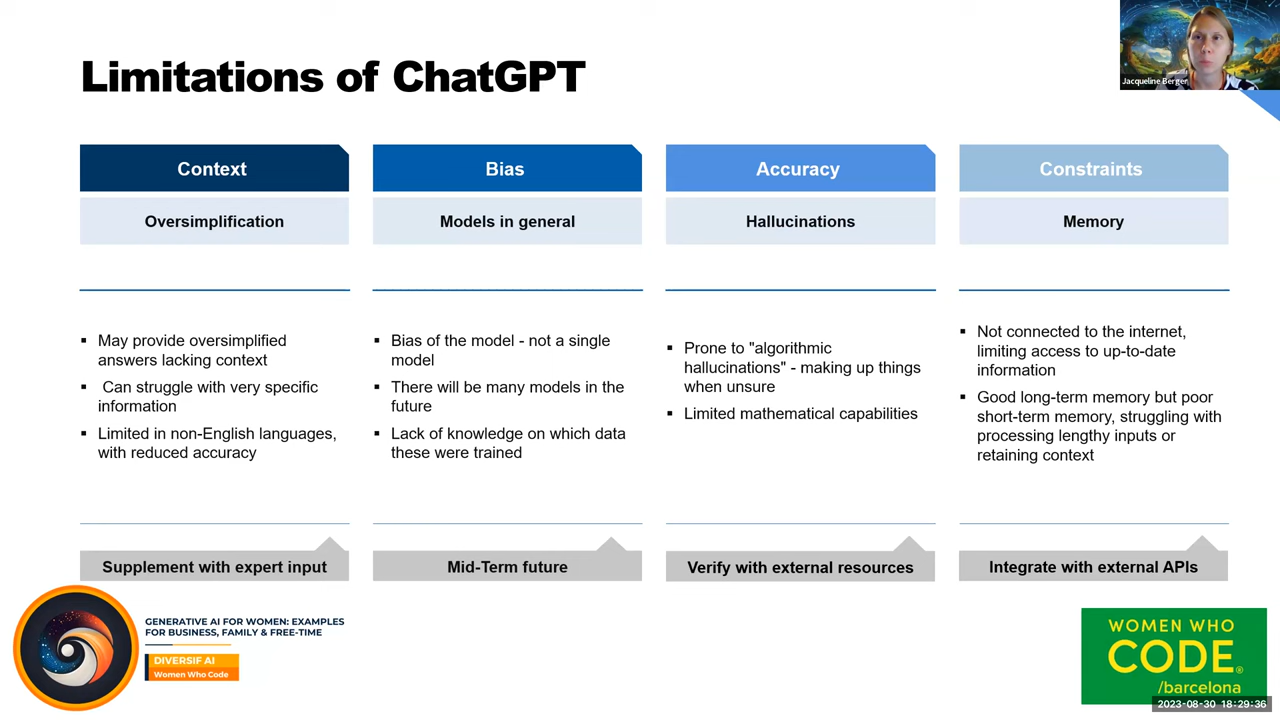 Limitations of ChatGPT
Jacqueline Berger
Context
Oversimplification
May provide oversimplified
answers lacking context
Can struggle with very specific
information
Limited in non-English languages,
with reduced accuracy
Supplement with expert input
Bias
Models in general
Bias of the model - not a single
model
There will be many models in the
future
Lack of knowledge on which data
these were trained
Mid-Term future
Accuracy
Hallucinations
Prone to "algorithmic
hallucinations" - making up things
when unsure
Limited mathematical capabilities
Verify with external resources
Constraints
Memory
Not connected to the internet,
limiting access to up-to-date
information
Good long-term memory but poor
short-term memory, struggling with
processing lengthy inputs or
retaining context
Integrate with external APIs
GENERATIVE AI FOR WOMEN: EXAMPLES
FOR BUSINESS, FAMILY & FREE-TIME
DIVERSIF AI
Women Who Code
WOMEN WHO
CODE®
/barcelona
2023-08-30 18:29:36